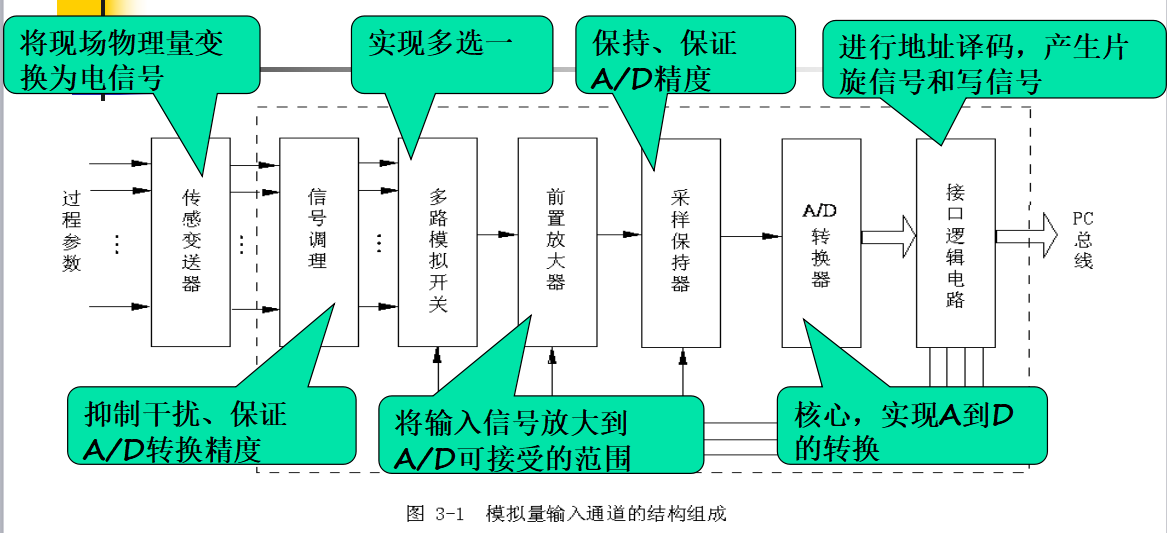 将现场物理量变
换为电信号
实现多选一
保持、保证
A/D精度
进行地址译码，产生片
旋信号和写信号
过程参数
传感变送器
信号调理
多路模拟开关
前置放大器
采样保持器
A/D
转换器
接口逻辑电路
PC
总线
抑制干扰、保证
A/D转换精度
将输入信号放大到
A/D可接受的范围
核心，实现A到D
的转换
图 3-1 模拟量输入通道的结构组成